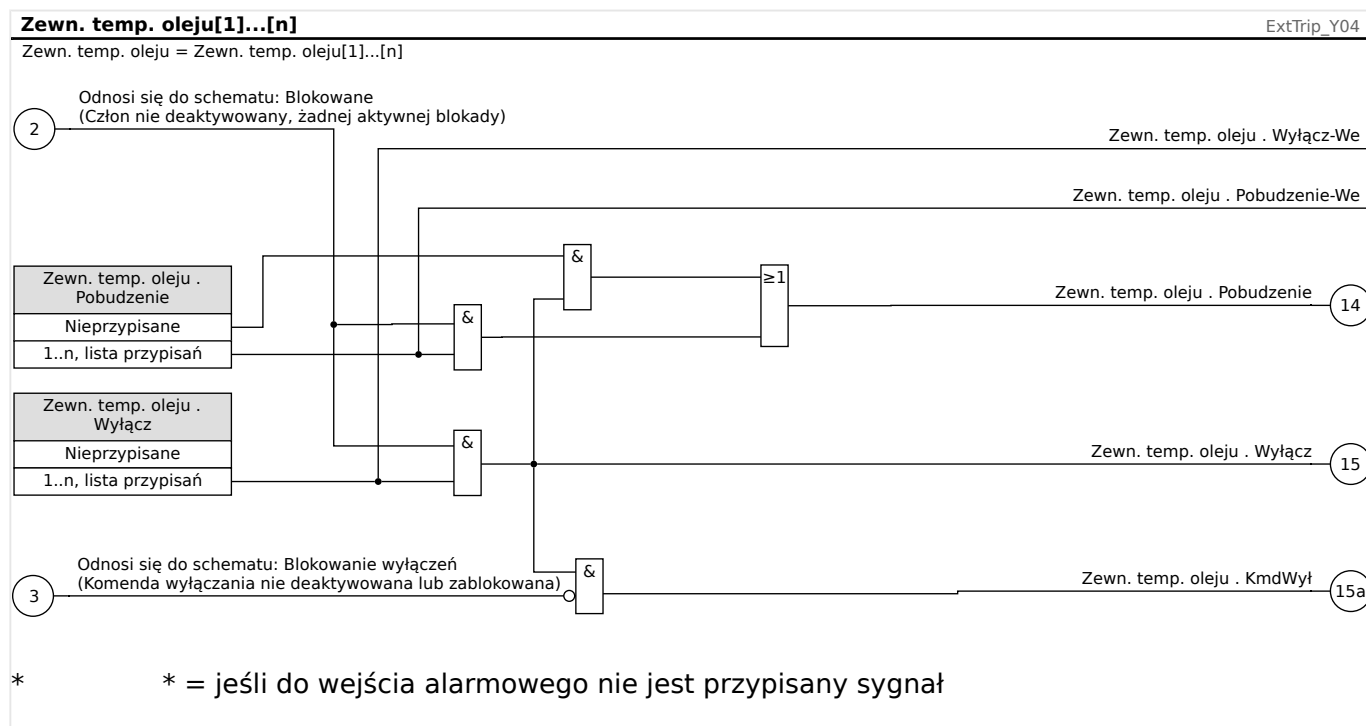 Zewn. temp. oleju[1]...[n]
ExtTrip_Y04
Zewn. temp. oleju = Zewn. temp. oleju[1]...[n]
Odnosi się do schematu: Blokowane
(Człon nie deaktywowany, żadnej aktywnej blokady)
2
Zewn. temp. oleju . Wyłącz-We
Zewn. temp. oleju . Pobudzenie-We
&
Zewn. temp. oleju .
Pobudzenie
Nieprzypisane
1..n, lista przypisań
≥1
&
Zewn. temp. oleju . Pobudzenie
14
Zewn. temp. oleju .
Wyłącz
Nieprzypisane
1..n, lista przypisań
&
Zewn. temp. oleju . Wyłącz
15
Odnosi się do schematu: Blokowanie wyłączeń
(Komenda wyłączania nie deaktywowana lub zablokowana)
3
&
Zewn. temp. oleju . KmdWył
15a
* * = jeśli do wejścia alarmowego nie jest przypisany sygnał